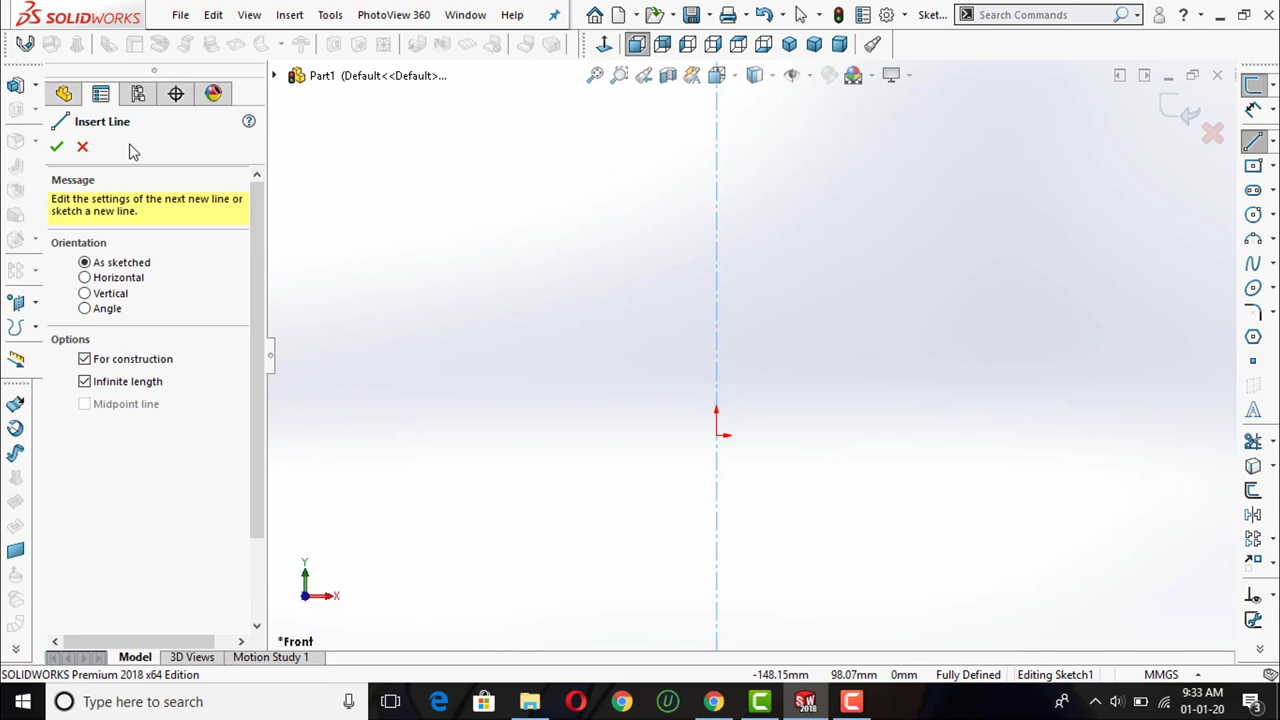 SOLIDWORKS File Edit View Insert Tools PhotoView 360 Window Help Sket... Search Commands ?
Part1 (Default<<Default>...
Insert Line ?
Message
Edit the settings of the next new line or
sketch a new line.
Orientation
As sketched
Horizontal
Vertical
Angle
Options
For construction
Infinite length
Midpoint line
Y
X
*Front
Model 3D Views Motion Study 1
SOLIDWORKS Premium 2018 x64 Edition -148.15mm 98.07mm 0mm Fully Defined Editing Sketch1 MMGS
Type here to search
SW
2018
9:33 AM
01-01-20
3